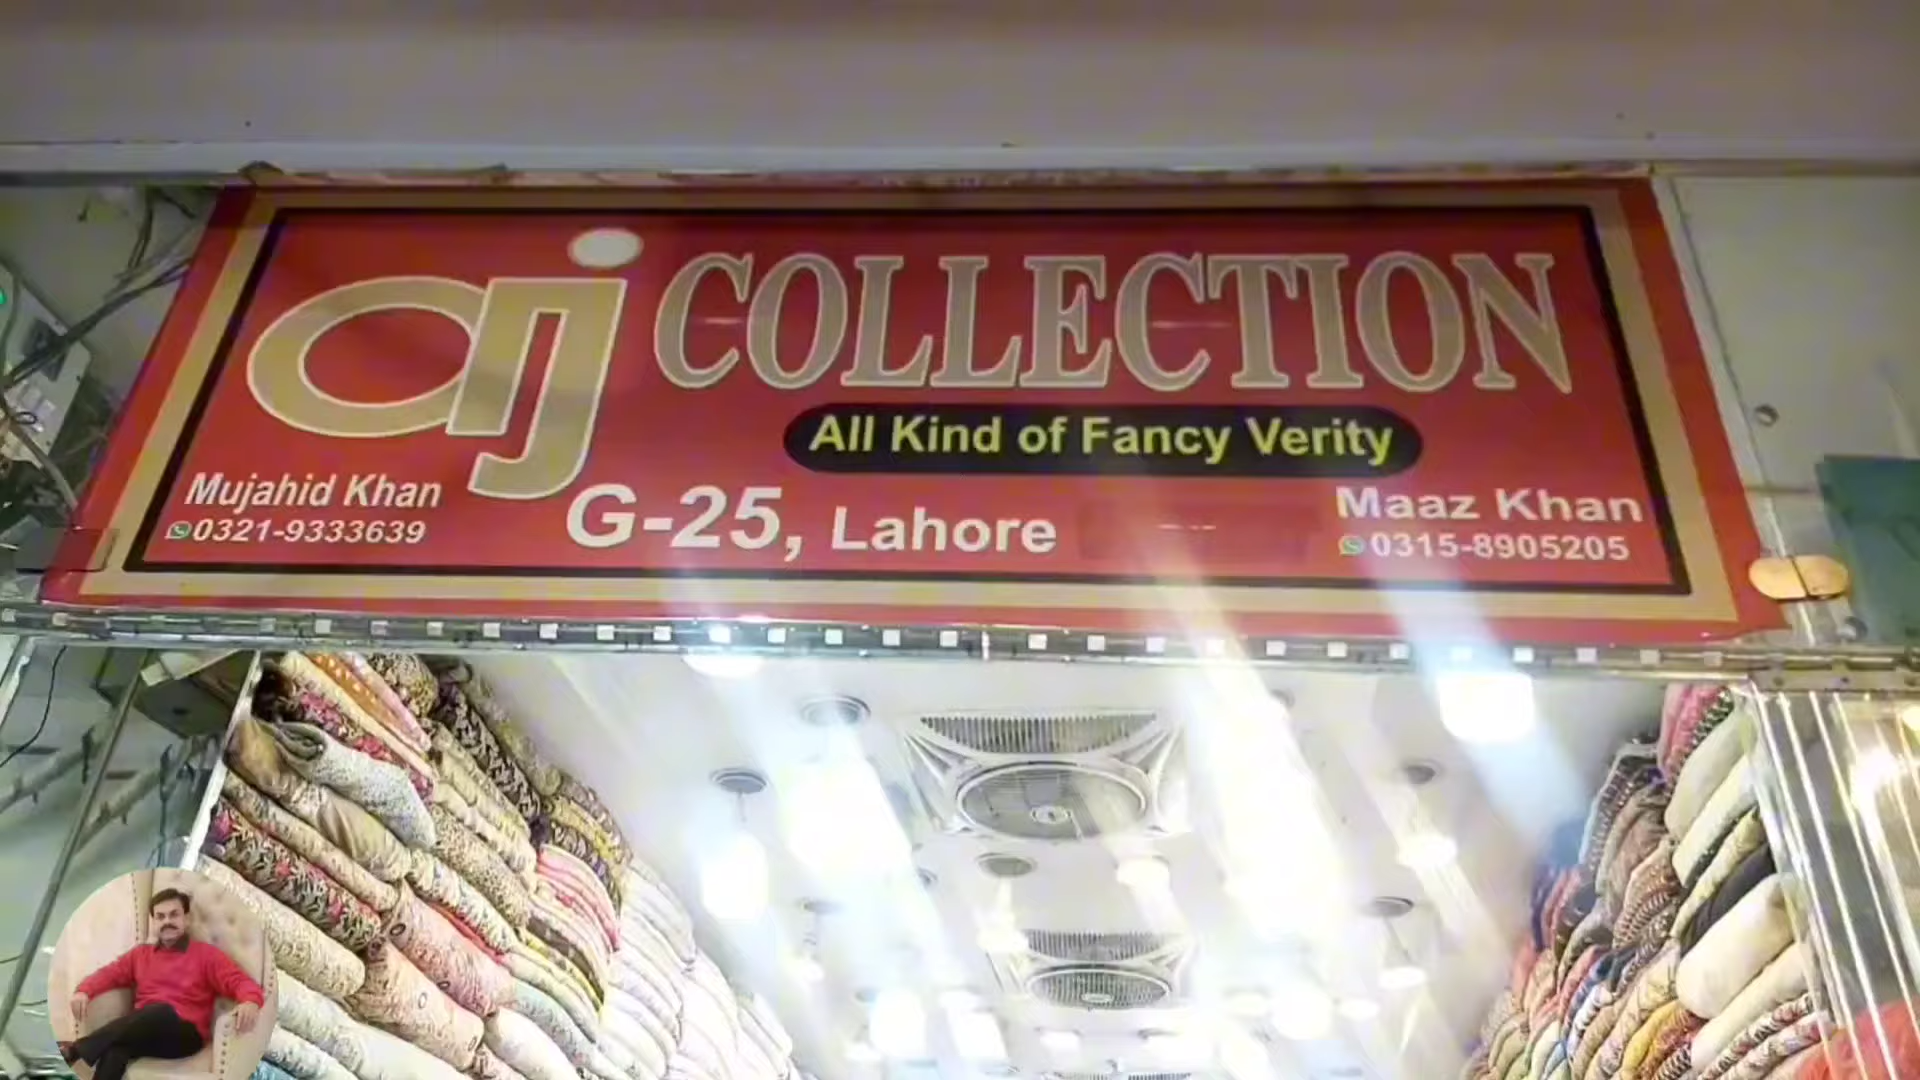 aj COLLECTION
All Kind of Fancy Verity
Mujahid Khan
0321-9333639
G-25, Lahore
Maaz Khan
0315-8905205